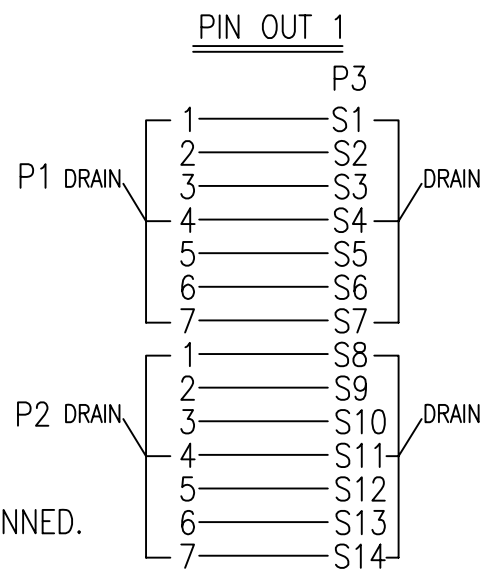 PIN OUT 1
P3
1 S1
2 S2
P1 DRAIN 3 S3 DRAIN
4 S4
5 S5
6 S6
7 S7
1 S8
2 S9
P2 DRAIN 3 S10 DRAIN
4 S11
5 S12
NNED. 6 S13
7 S14